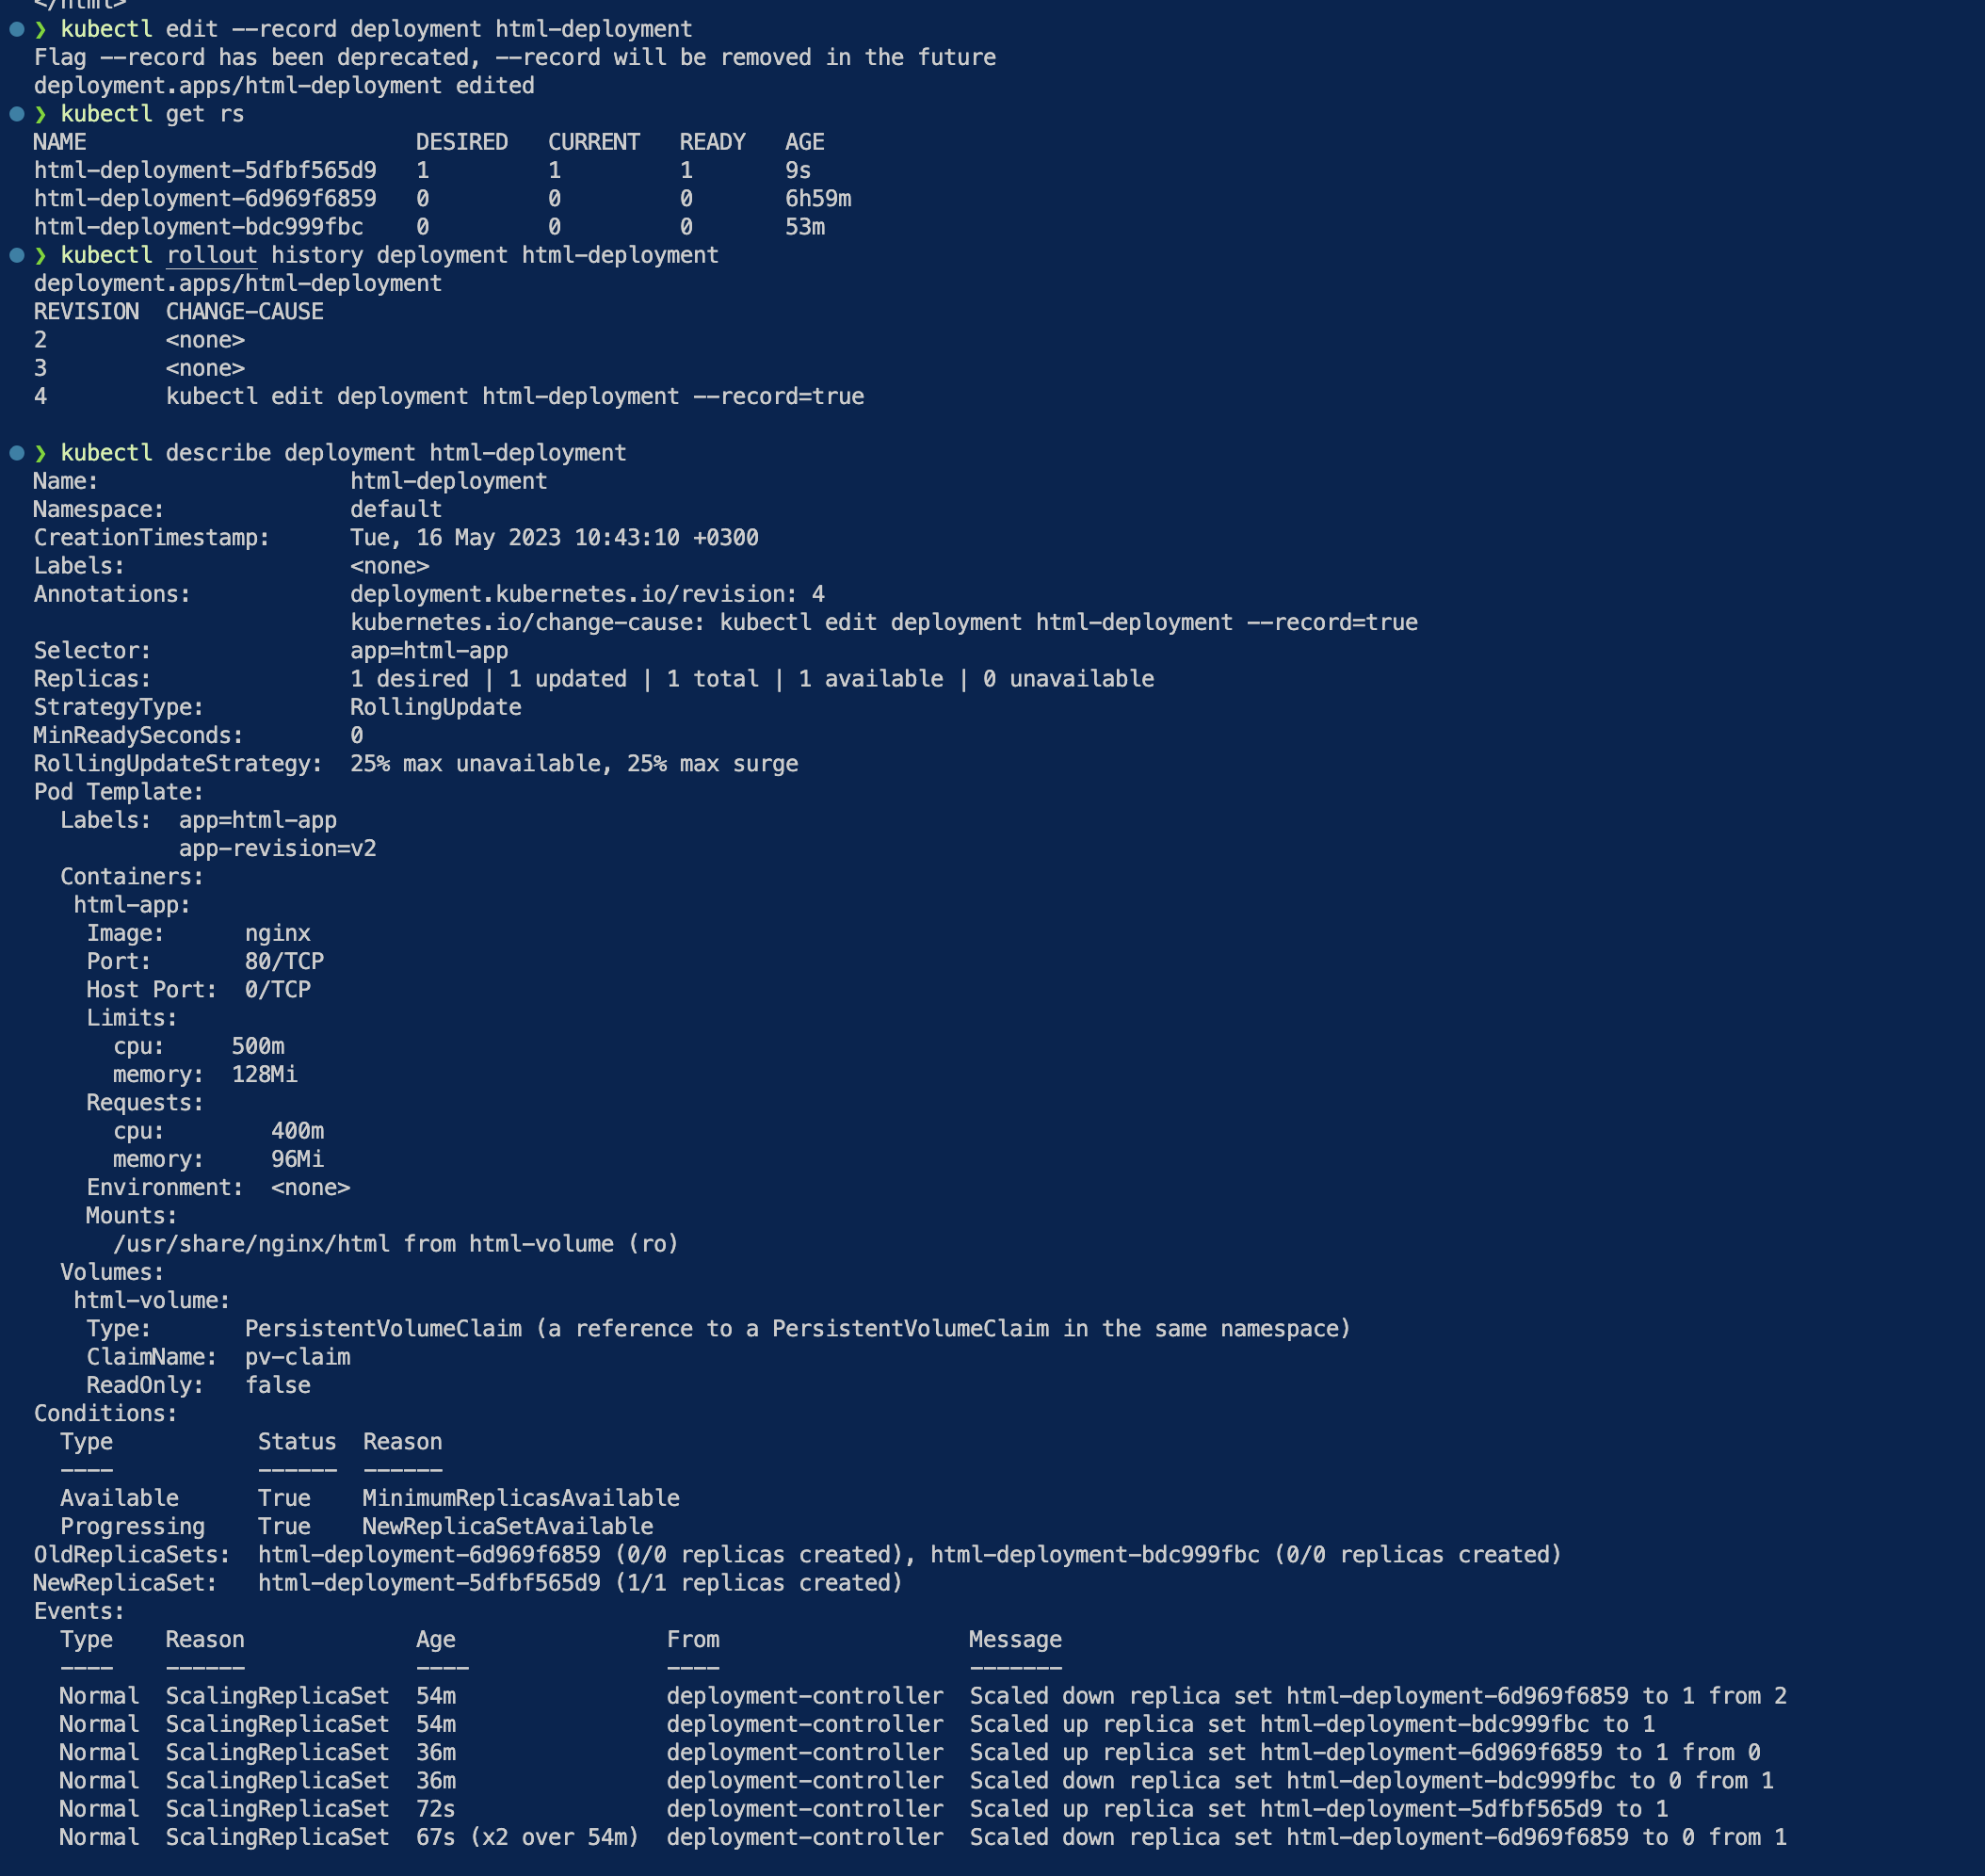 </html>
❯ kubectl edit --record deployment html-deployment
Flag --record has been deprecated, --record will be removed in the future
deployment.apps/html-deployment edited
❯ kubectl get rs
NAME                         DESIRED   CURRENT   READY   AGE
html-deployment-5dfbf565d9   1         1         1       9s
html-deployment-6d969f6859   0         0         0       6h59m
html-deployment-bdc999fbc    0         0         0       53m
❯ kubectl rollout history deployment html-deployment
deployment.apps/html-deployment
REVISION  CHANGE-CAUSE
2         <none>
3         <none>
4         kubectl edit deployment html-deployment --record=true
❯ kubectl describe deployment html-deployment
Name:                   html-deployment
Namespace:              default
CreationTimestamp:      Tue, 16 May 2023 10:43:10 +0300
Labels:                 <none>
Annotations:            deployment.kubernetes.io/revision: 4
                        kubernetes.io/change-cause: kubectl edit deployment html-deployment --record=true
Selector:               app=html-app
Replicas:               1 desired | 1 updated | 1 total | 1 available | 0 unavailable
StrategyType:           RollingUpdate
MinReadySeconds:        0
RollingUpdateStrategy:  25% max unavailable, 25% max surge
Pod Template:
  Labels:  app=html-app
           app-revision=v2
  Containers:
   html-app:
    Image:      nginx
    Port:       80/TCP
    Host Port:  0/TCP
    Limits:
      cpu:     500m
      memory:  128Mi
    Requests:
      cpu:        400m
      memory:     96Mi
    Environment:  <none>
    Mounts:
      /usr/share/nginx/html from html-volume (ro)
  Volumes:
   html-volume:
    Type:       PersistentVolumeClaim (a reference to a PersistentVolumeClaim in the same namespace)
    ClaimName:  pv-claim
    ReadOnly:   false
Conditions:
  Type           Status  Reason
  ----           ------  ------
  Available      True    MinimumReplicasAvailable
  Progressing    True    NewReplicaSetAvailable
OldReplicaSets:  html-deployment-6d969f6859 (0/0 replicas created), html-deployment-bdc999fbc (0/0 replicas created)
NewReplicaSet:   html-deployment-5dfbf565d9 (1/1 replicas created)
Events:
  Type    Reason             Age                From                   Message
  ----    ------             ----               ----                   -------
  Normal  ScalingReplicaSet  54m                deployment-controller  Scaled down replica set html-deployment-6d969f6859 to 1 from 2
  Normal  ScalingReplicaSet  54m                deployment-controller  Scaled up replica set html-deployment-bdc999fbc to 1
  Normal  ScalingReplicaSet  36m                deployment-controller  Scaled up replica set html-deployment-6d969f6859 to 1 from 0
  Normal  ScalingReplicaSet  36m                deployment-controller  Scaled down replica set html-deployment-bdc999fbc to 0 from 1
  Normal  ScalingReplicaSet  72s                deployment-controller  Scaled up replica set html-deployment-5dfbf565d9 to 1
  Normal  ScalingReplicaSet  67s (x2 over 54m)  deployment-controller  Scaled down replica set html-deployment-6d969f6859 to 0 from 1